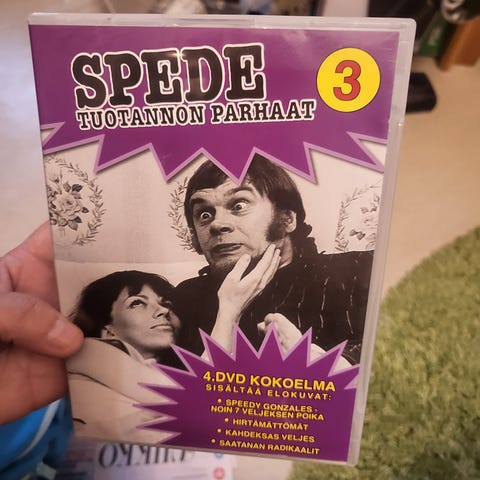 SPEDE
3
TUOTANNON PARHAAT
4.DVD KOKOELMA
SISÄLTÄÄ ELOKUVAT:
• SPEEDY GONZALES -
NOIN 7 VELJEKSEN POIKA
• HIRTÄMÄTTÖMÄT
• KAHDEKSAS VELJES
• SAATANAN RADIKAALIT